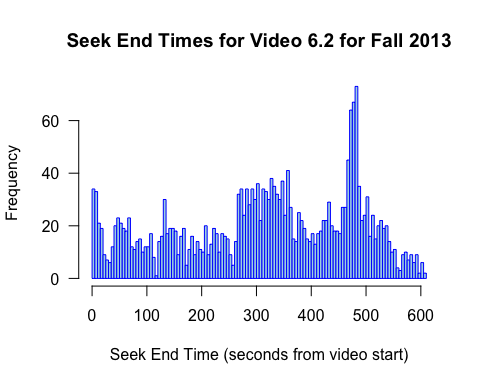 Seek End Times for Video 6.2 for Fall 2013
60
40
20
0
Frequency
0 100 200 300 400 500 600
Seek End Time (seconds from video start)